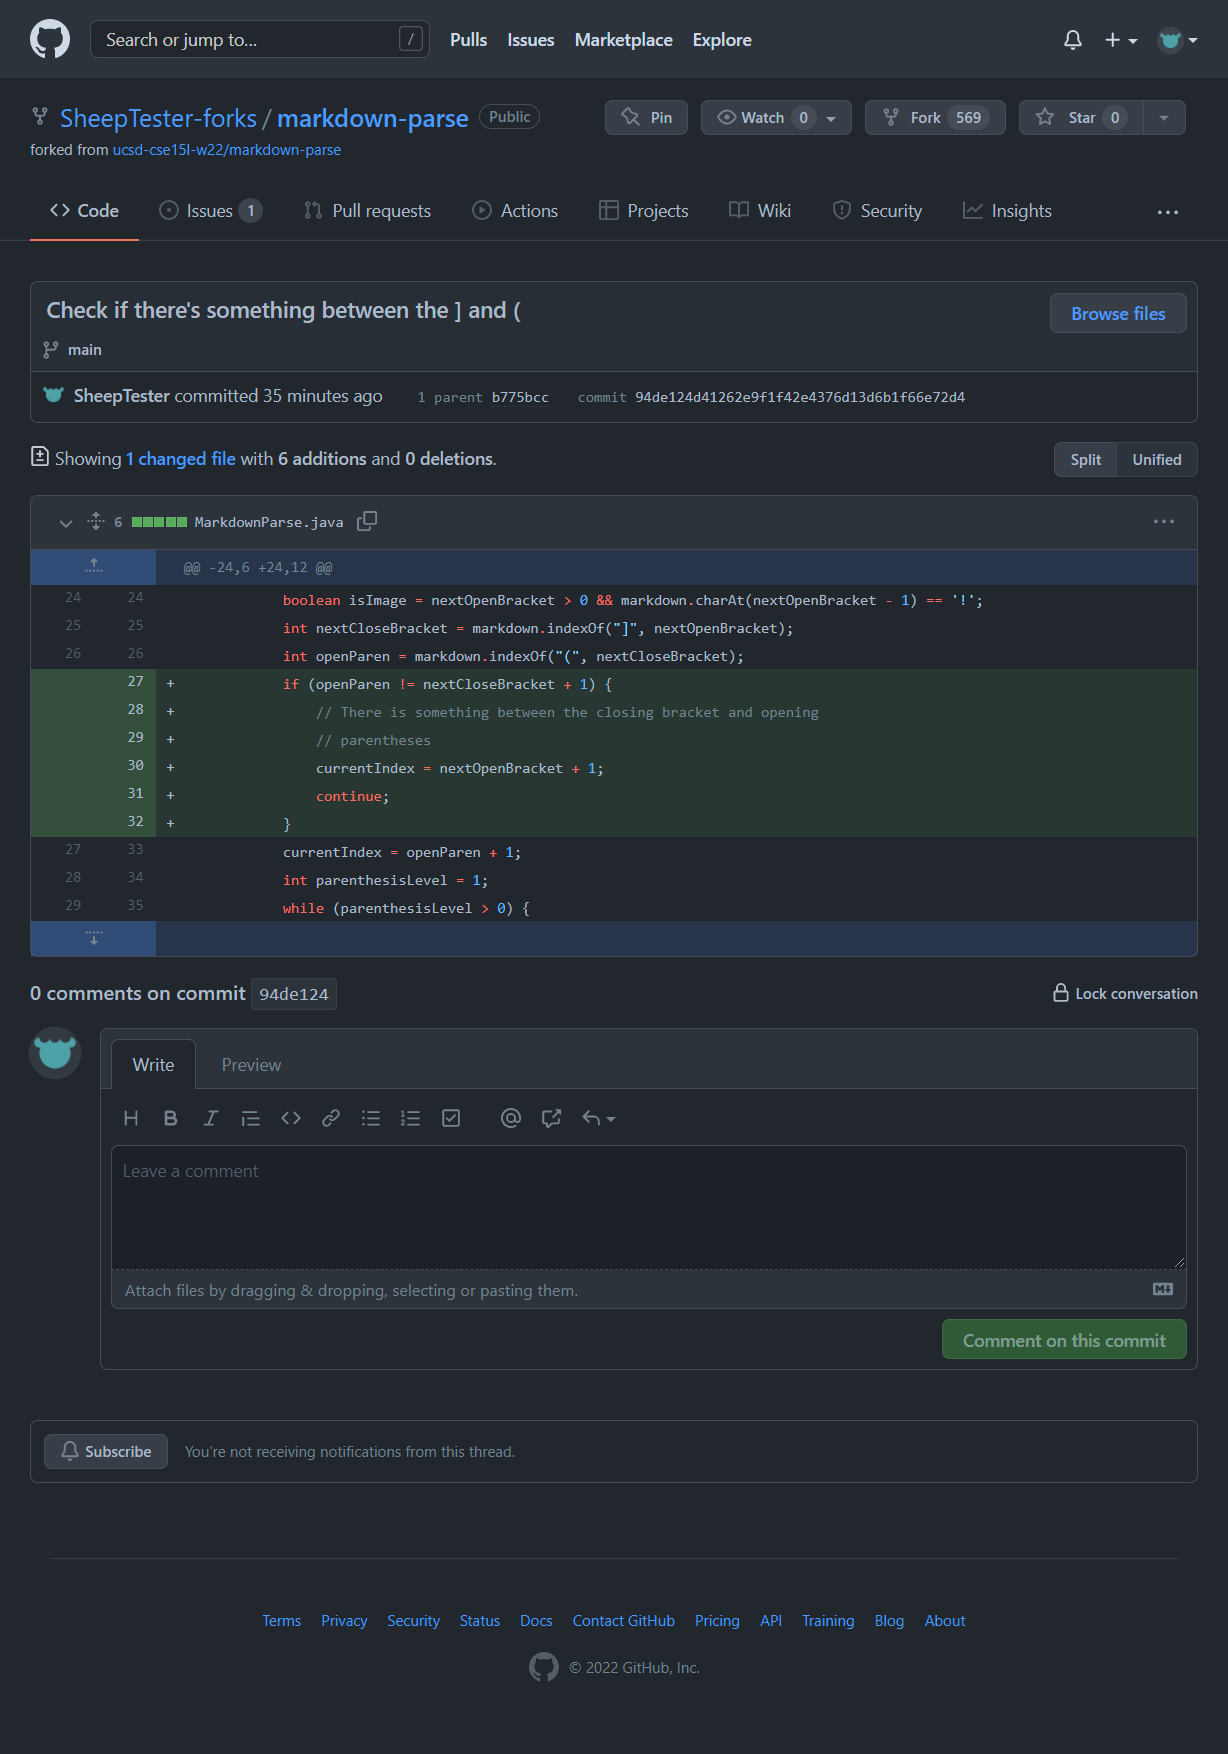 Search or jump to... / Pulls Issues Marketplace Explore
SheepTester-forks / markdown-parse Public Pin Watch 0 Fork 569 Star 0
forked from ucsd-cse15l-w22/markdown-parse
Code Issues 1 Pull requests Actions Projects Wiki Security Insights
Check if there's something between the ] and (
Browse files
main
SheepTester committed 35 minutes ago 1 parent b775bcc commit 94de124d41262e9f1f42e4376d13d6b1f66e72d4
Showing 1 changed file with 6 additions and 0 deletions.
Split Unified
6 MarkdownParse.java
@@ -24,6 +24,12 @@
24 24 boolean isImage = nextOpenBracket > 0 && markdown.charAt(nextOpenBracket - 1) == '!';
25 25 int nextCloseBracket = markdown.indexOf("]", nextOpenBracket);
26 26 int openParen = markdown.indexOf("(", nextCloseBracket);
27 + if (openParen != nextCloseBracket + 1) {
28 + // There is something between the closing bracket and opening
29 + // parentheses
30 + currentIndex = nextOpenBracket + 1;
31 + continue;
32 + }
27 33 currentIndex = openParen + 1;
28 34 int parenthesisLevel = 1;
29 35 while (parenthesisLevel > 0) {
0 comments on commit 94de124
Lock conversation
Write Preview
Leave a comment
Attach files by dragging & dropping, selecting or pasting them.
Comment on this commit
Subscribe You're not receiving notifications from this thread.
Terms Privacy Security Status Docs Contact GitHub Pricing API Training Blog About
© 2022 GitHub, Inc.